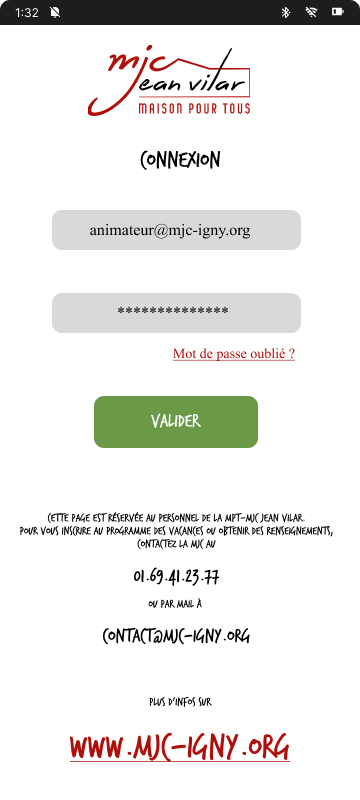 1:32
mjc
jean vilar
MAISON POUR TOUS
CONNEXION
animateur@mjc-igny.org
**************
Mot de passe oublié ?
VALIDER
CETTE PAGE EST RÉSERVÉE AU PERSONNEL DE LA MPT-MJC JEAN VILAR.
POUR VOUS INSCRIRE AU PROGRAMME DES VACANCES OU OBTENIR DES RENSEIGNEMENTS,
CONTACTEZ LA MJC AU
01.69.41.23.77
OU PAR MAIL À
CONTACT@MJC-IGNY.ORG
PLUS D'INFOS SUR
WWW.MJC-IGNY.ORG